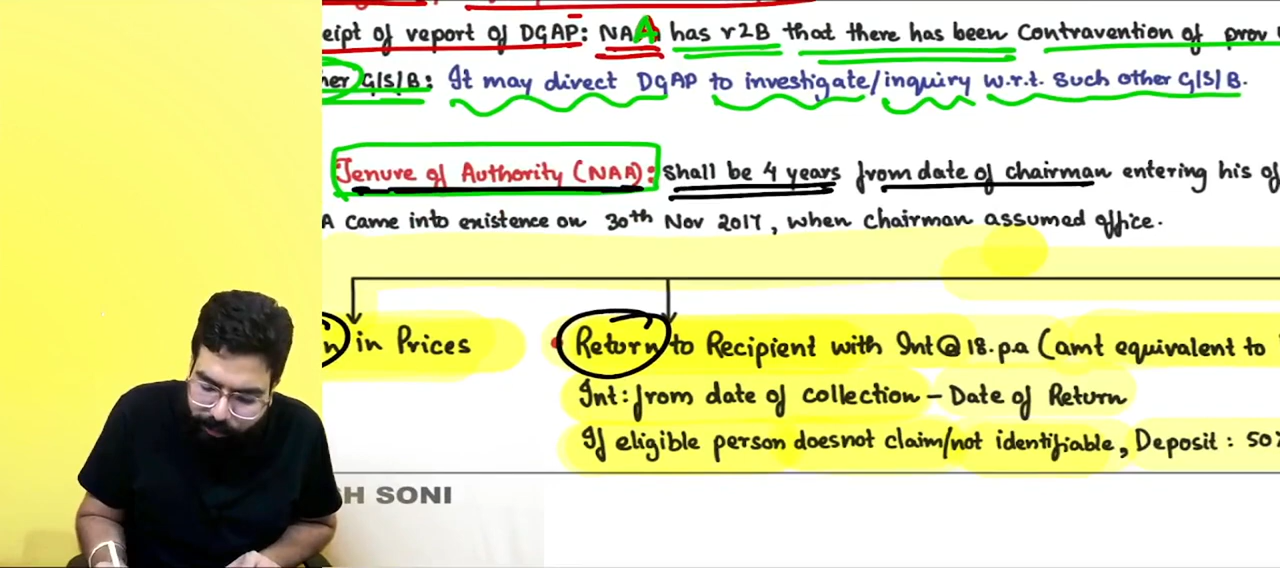 eipt of report of DGAP: NAA has r2B that there has been Contravention of prov
her G/S/B: It may direct DGAP to investigate/inquiry w.r.t. Such other G/S/B.
Tenure of Authority (NAA): Shall be 4 years from date of chairman entering his of
A Came into existence on 30th Nov 2017, when Chairman assumed office.
n in Prices
Return to Recipient with Int @ 18.p.a (amt equivalent to
Int: from date of collection – Date of Return
If eligible person doesnot claim/not identifiable, Deposit: 50%
H SONI